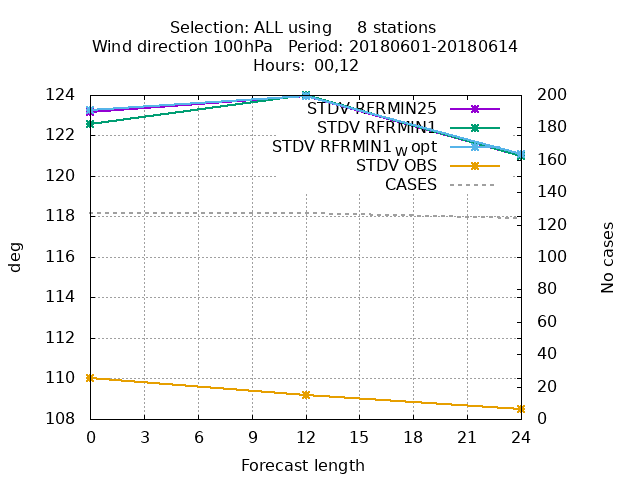 Selection: ALL using 8 stations
Wind direction 100hPa Period: 20180601-20180614
Hours: 00,12
124
122
120
118
116
114
112
110
108
deg
STDV RFRMIN25
STDV RFRMIN1
STDV RFRMIN1w opt
STDV OBS
CASES
200
180
160
140
120
100
80
60
40
20
0
No cases
0 3 6 9 12 15 18 21 24
Forecast length